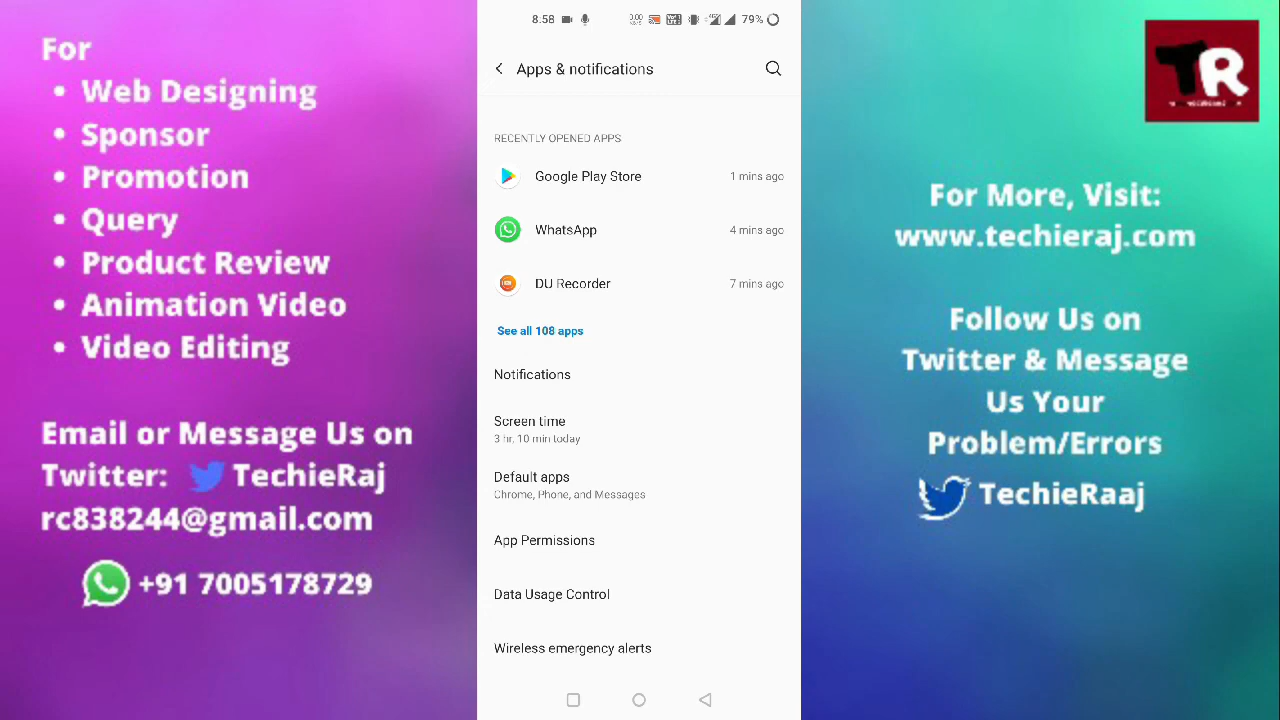 For
• Web Designing
• Sponsor
• Promotion
• Query
• Product Review
• Animation Video
• Video Editing
Email or Message Us on
Twitter: TechieRaj
rc838244@gmail.com
+91 7005178729
8:58
0.00
79%
Apps & notifications
RECENTLY OPENED APPS
Google Play Store 1 mins ago
WhatsApp 4 mins ago
DU Recorder 7 mins ago
See all 108 apps
Notifications
Screen time
3 hr, 10 min today
Default apps
Chrome, Phone, and Messages
App Permissions
Data Usage Control
Wireless emergency alerts
TR
For More, Visit:
www.techieraj.com
Follow Us on
Twitter & Message
Us Your
Problem/Errors
TechieRaaj